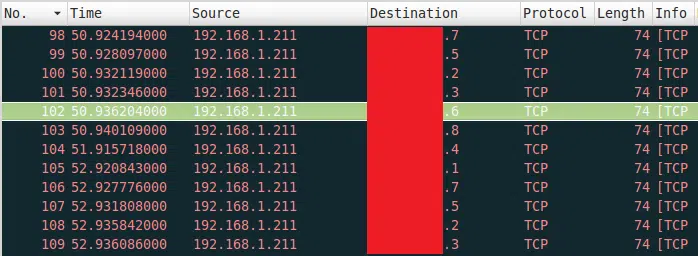 No. Time Source Destination Protocol Length Info
98 50.924194000 192.168.1.211 .7 TCP 74 [TCP
99 50.928097000 192.168.1.211 .5 TCP 74 [TCP
100 50.932119000 192.168.1.211 .2 TCP 74 [TCP
101 50.932346000 192.168.1.211 .3 TCP 74 [TCP
102 50.936204000 192.168.1.211 .6 TCP 74 [TCP
103 50.940109000 192.168.1.211 .8 TCP 74 [TCP
104 51.915718000 192.168.1.211 .4 TCP 74 [TCP
105 52.920843000 192.168.1.211 .1 TCP 74 [TCP
106 52.927776000 192.168.1.211 .7 TCP 74 [TCP
107 52.931808000 192.168.1.211 .5 TCP 74 [TCP
108 52.935842000 192.168.1.211 .2 TCP 74 [TCP
109 52.936086000 192.168.1.211 .3 TCP 74 [TCP